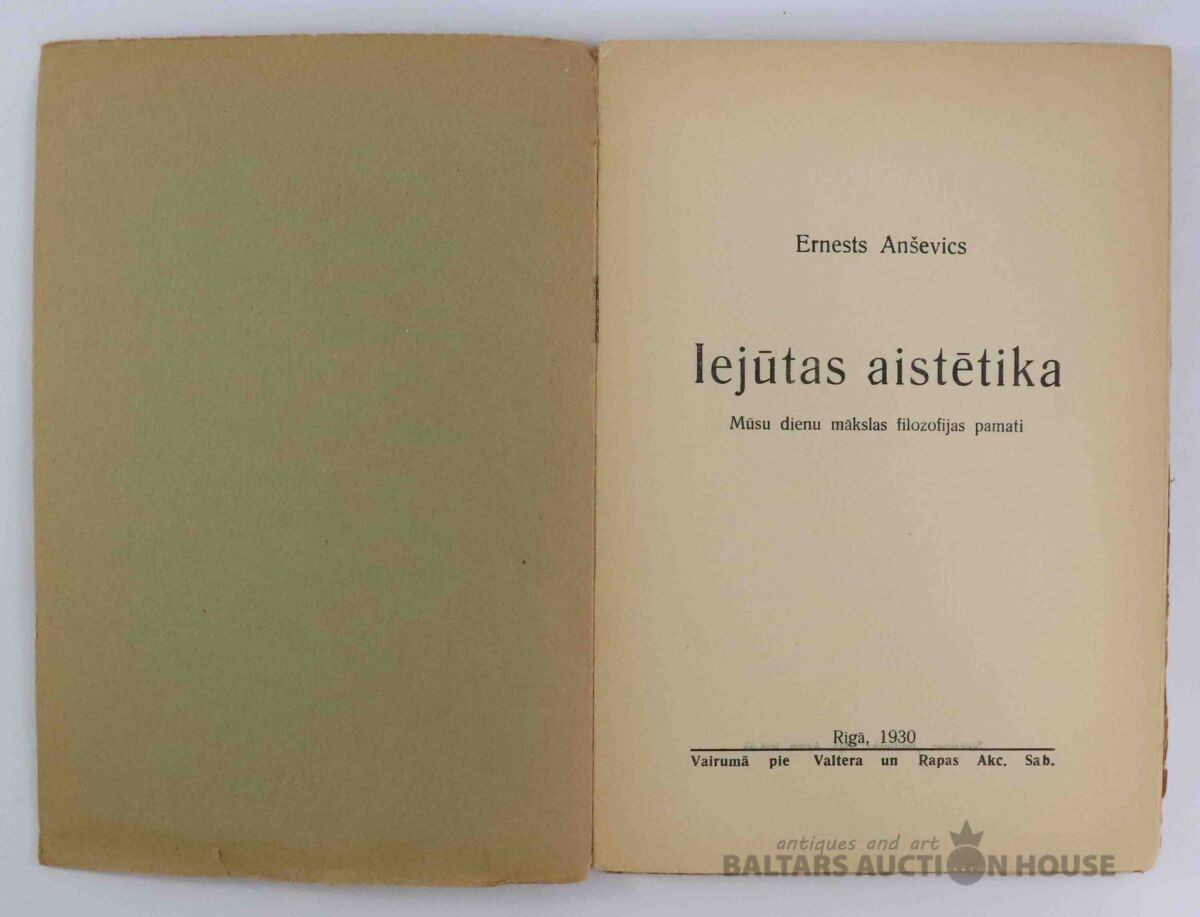 Ernests Anševics
Iejūtas aistētika
Mūsu dienu mākslas filozofijas pamati
Rīgā, 1930
Vairumā pie Valtera un Rapas Akc. Sab.
antiques and art
BALTARS AUCTION HOUSE